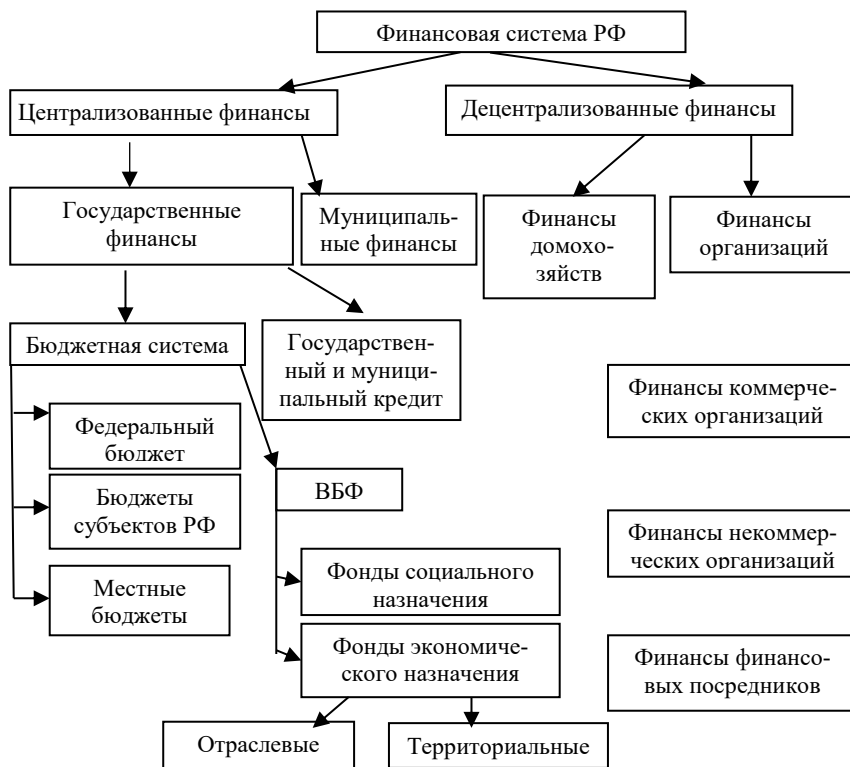 Финансовая система РФ
Централизованные финансы
Децентрализованные финансы
Государственные
финансы
Муниципаль-
ные финансы
Финансы
домохо-
зяйств
Финансы
организаций
Бюджетная система
Государствен-
ный и муници-
пальный кредит
Финансы коммерче-
ских организаций
Федеральный
бюджет
ВБФ
Бюджеты
субъектов РФ
Финансы некоммер-
ческих организаций
Местные
бюджеты
Фонды социального
назначения
Фонды экономиче-
ского назначения
Финансы финансо-
вых посредников
Отраслевые
Территориальные